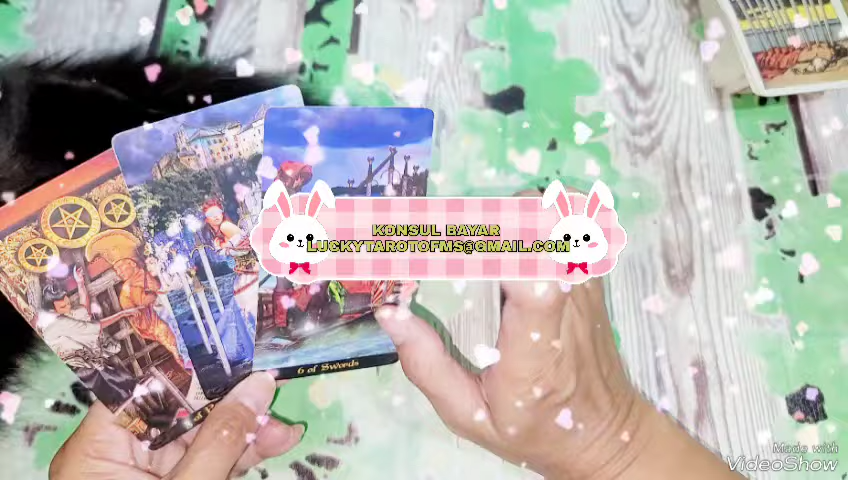 KONSUL BAYAR
LUCKYTAROTOFMS@GMAIL.COM
6 of Swords
Made with
VideoShow